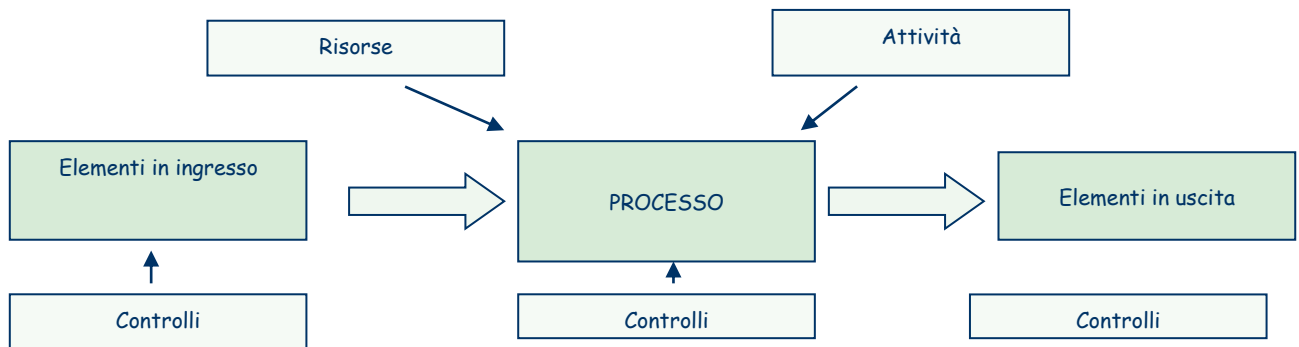 Risorse
Attività
Elementi in ingresso
PROCESSO
Elementi in uscita
Controlli
Controlli
Controlli